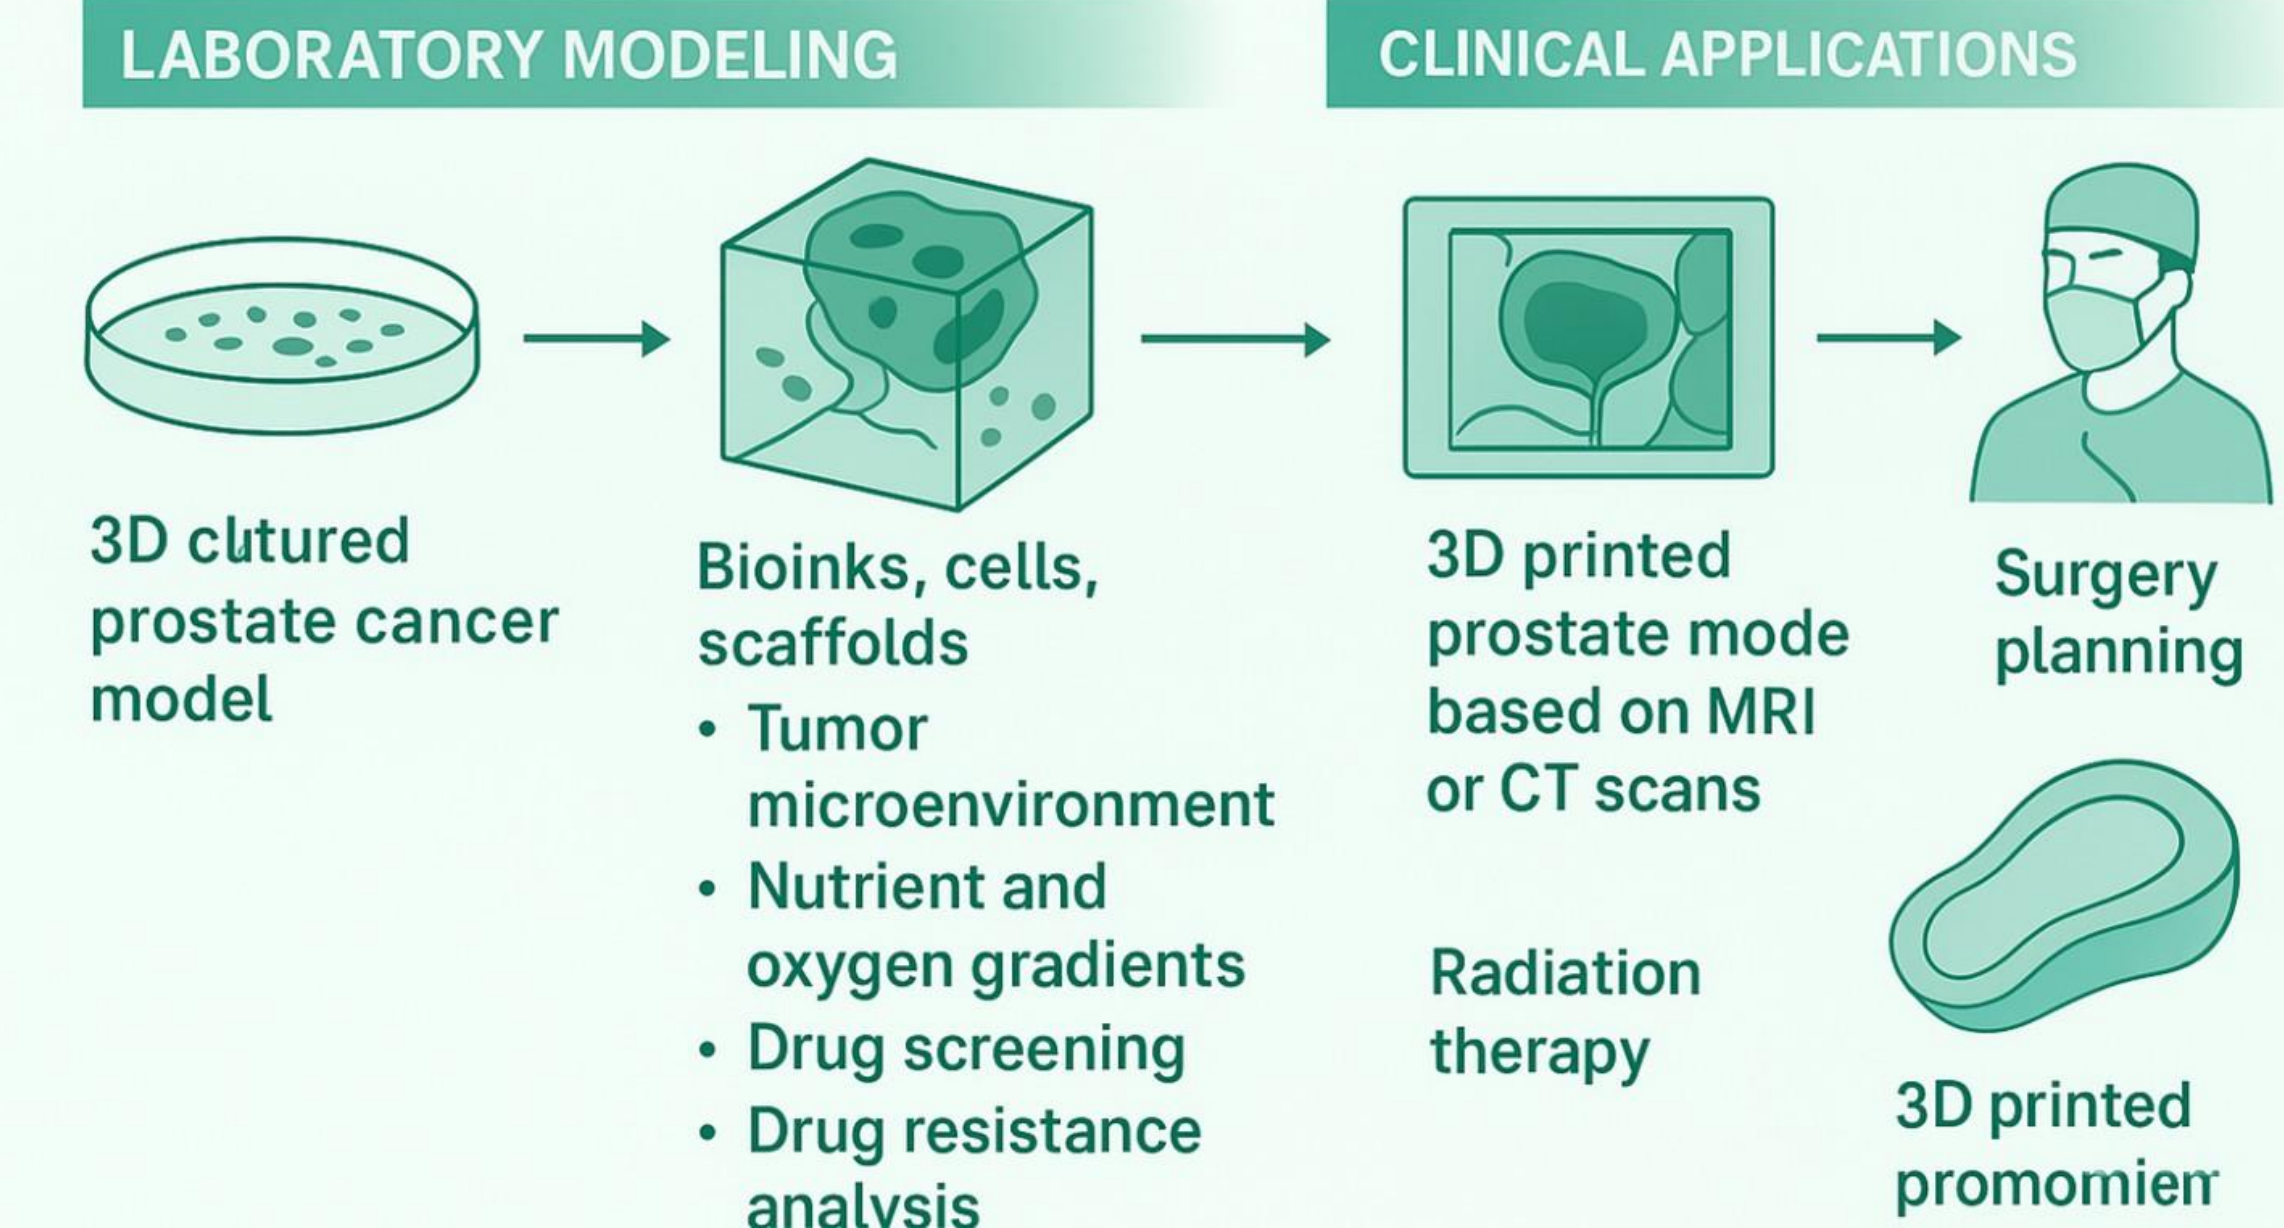 LABORATORY MODELING
CLINICAL APPLICATIONS
3D clıtured
prostate cancer
model
Bioinks, cells,
scaffolds
• Tumor
microenvironment
• Nutrient and
oxygen gradients
• Drug screening
• Drug resistance
analysis
3D printed
prostate mode
based on MRI
or CT scans
Surgery
planning
Radiation
therapy
3D printed